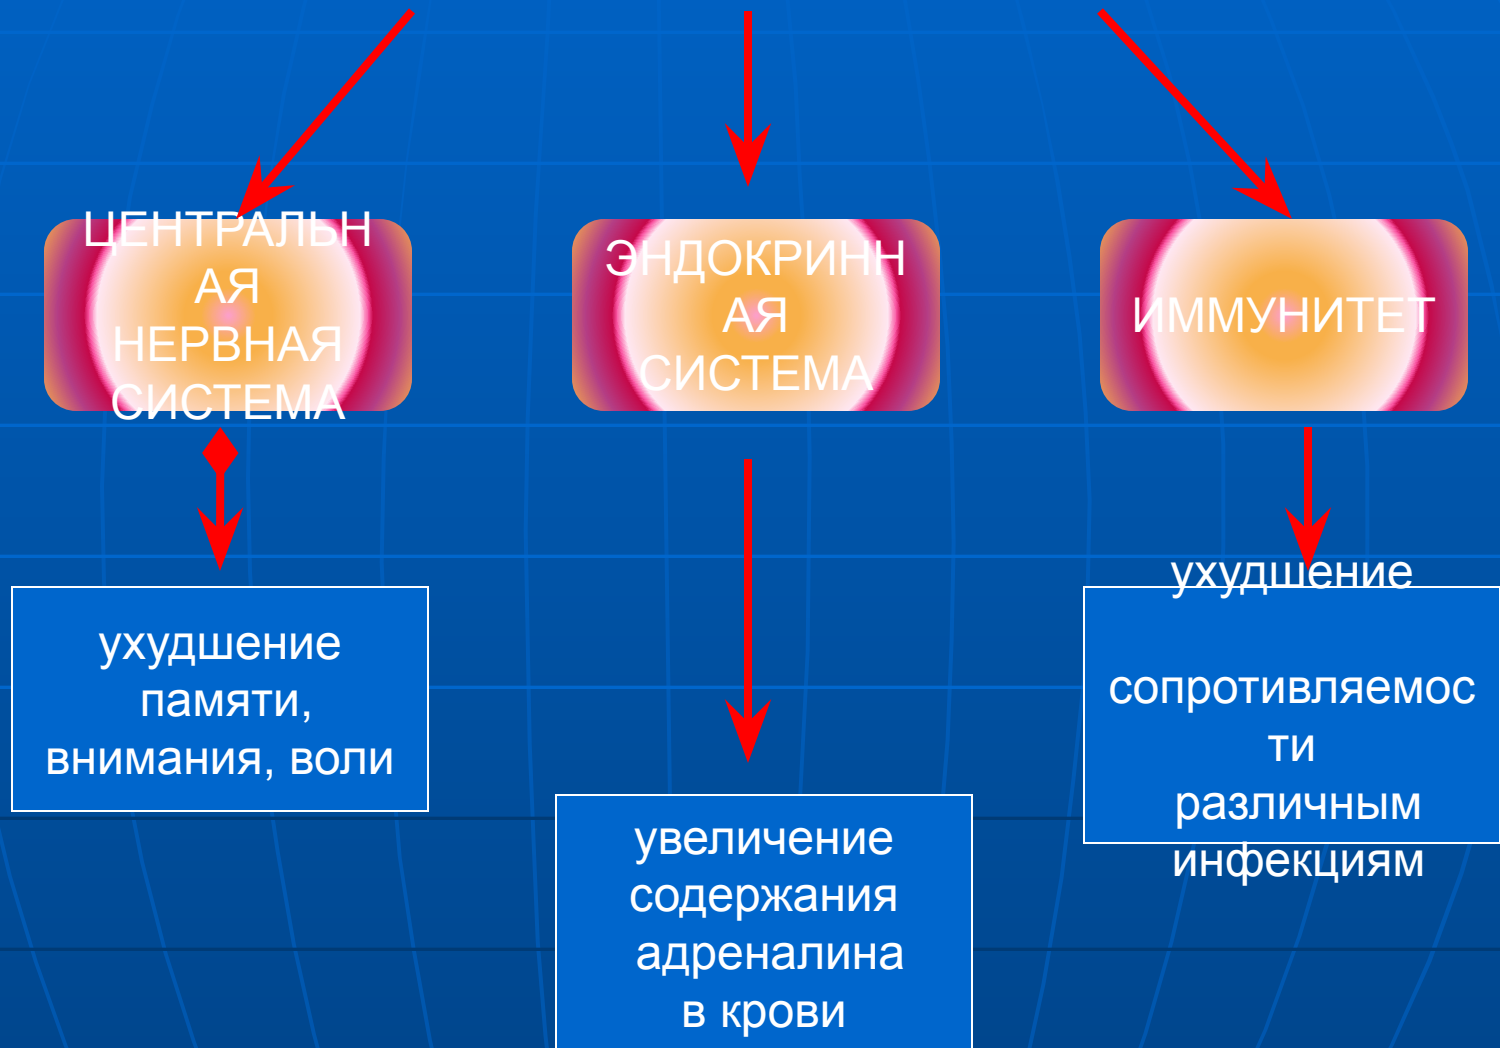 ЦЕНТРАЛЬН
АЯ
НЕРВНАЯ
СИСТЕМА
ЭНДОКРИНН
АЯ
СИСТЕМА
ИММУНИТЕТ
ухудшение
памяти,
внимания, воли
увеличение
содержания
адреналина
в крови
ухудшение
сопротивляемос
ти
различным
инфекциям